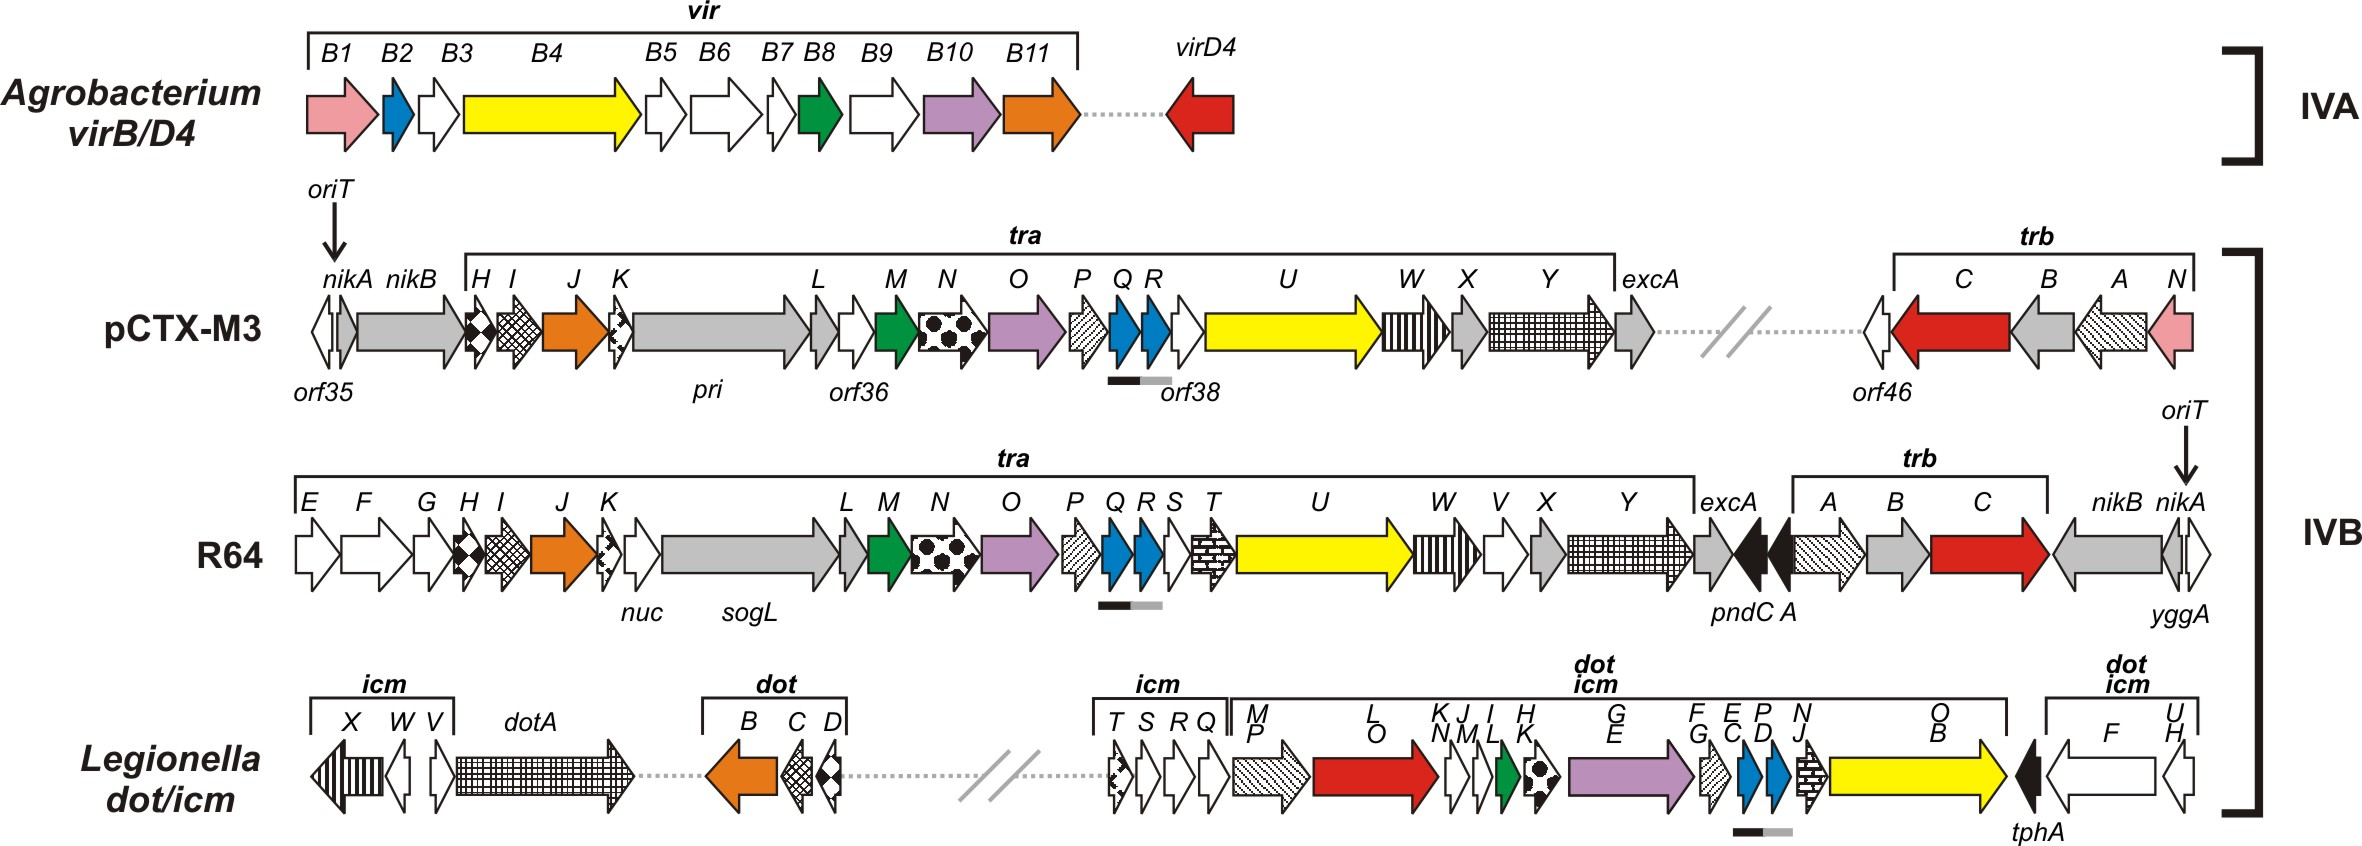 vir
B1 B2 B3 B4 B5 B6 B7 B8 B9 B10 B11 virD4
Agrobacterium
virB/D4
IVA
oriT
tra trb
nikA nikB H I J K L M N O P Q R U W X Y excA C B A N
pCTX-M3
orf35 pri orf36 orf38 orf46
oriT
tra trb
E F G H I J K L M N O P Q R S T U W V X Y excA A B C nikB nikA
R64
IVB
nuc sogL pndC A yggA
icm dot icm dot dot
icm icm
X W V dotA B C D T S R Q M L K J I H G F E P N O F U
P O N M L K E G C D J B H
Legionella
dot/icm
tphA